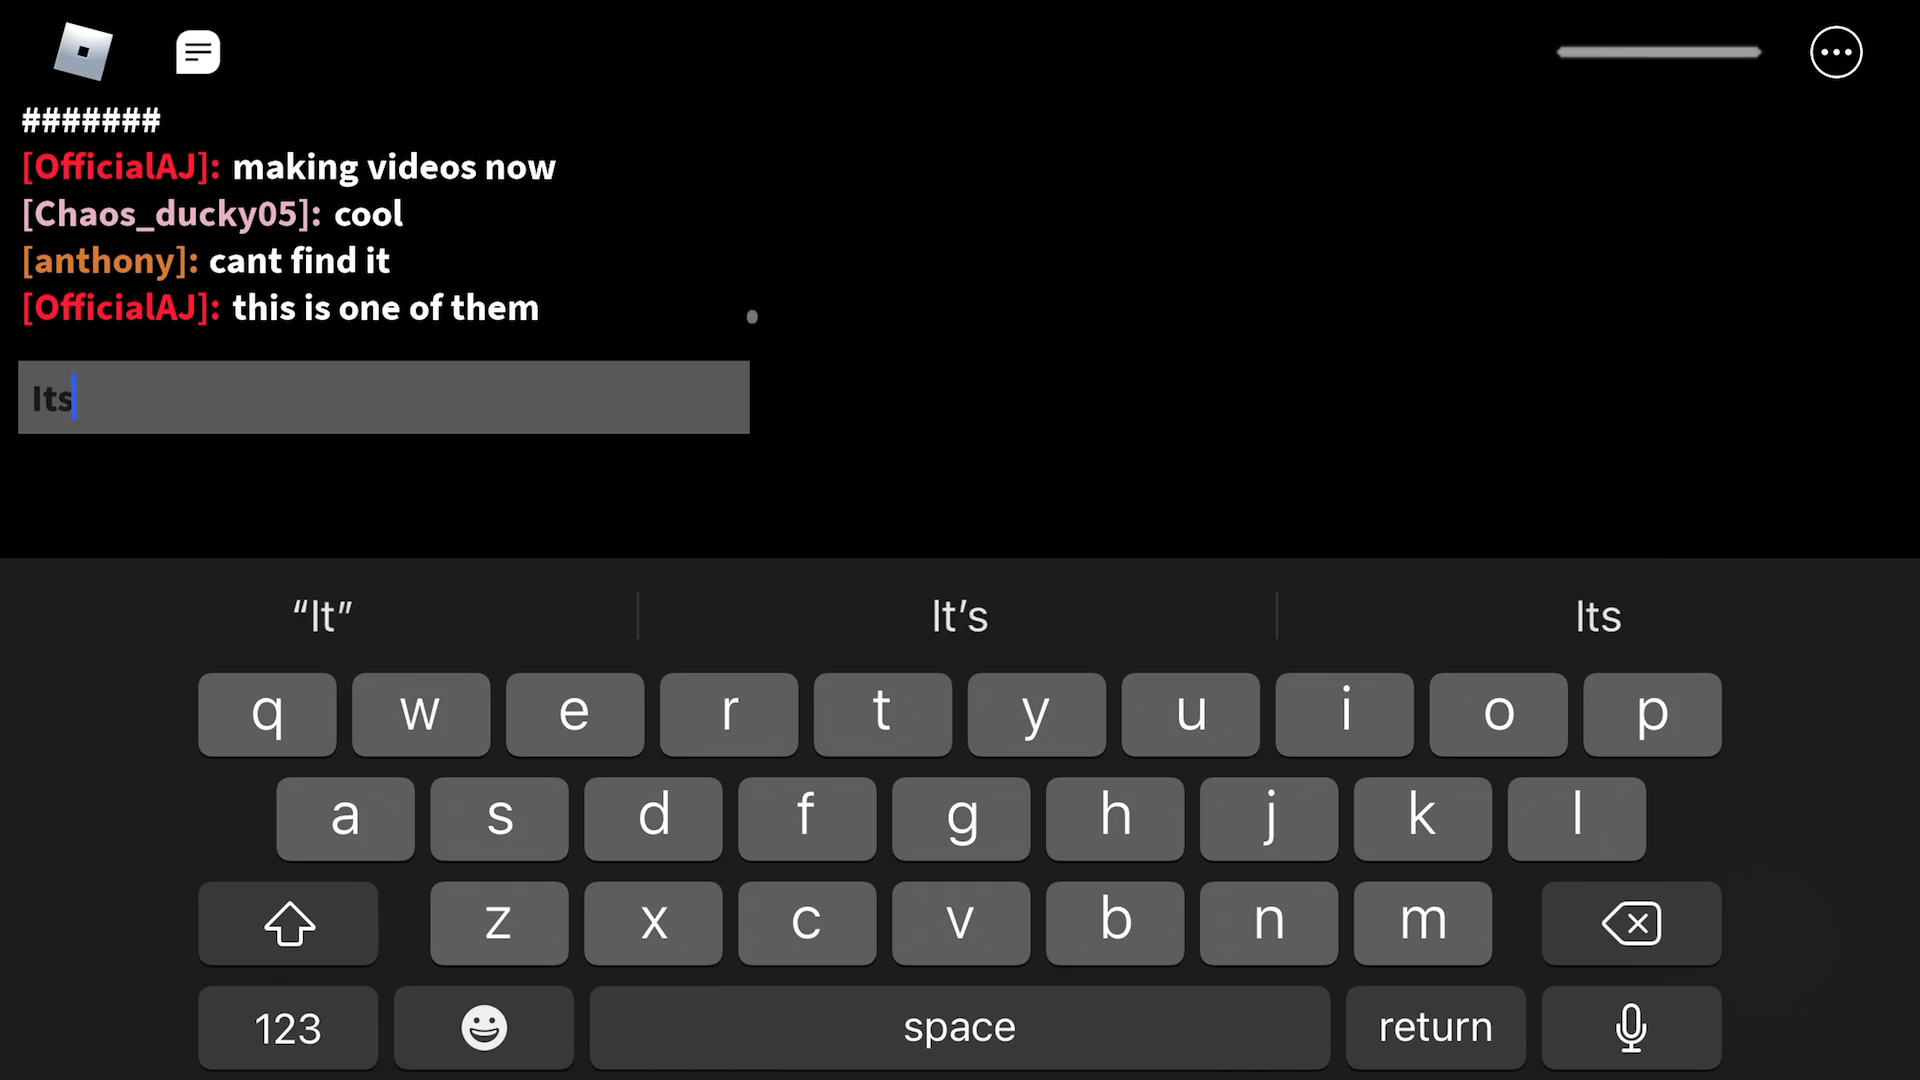 #######
[OfficialAJ]: making videos now
[Chaos_ducky05]: cool
[anthony]: cant find it
[OfficialAJ]: this is one of them
Its
“It” It’s Its
q w e r t y u i o p
a s d f g h j k l
z x c v b n m
123 space return